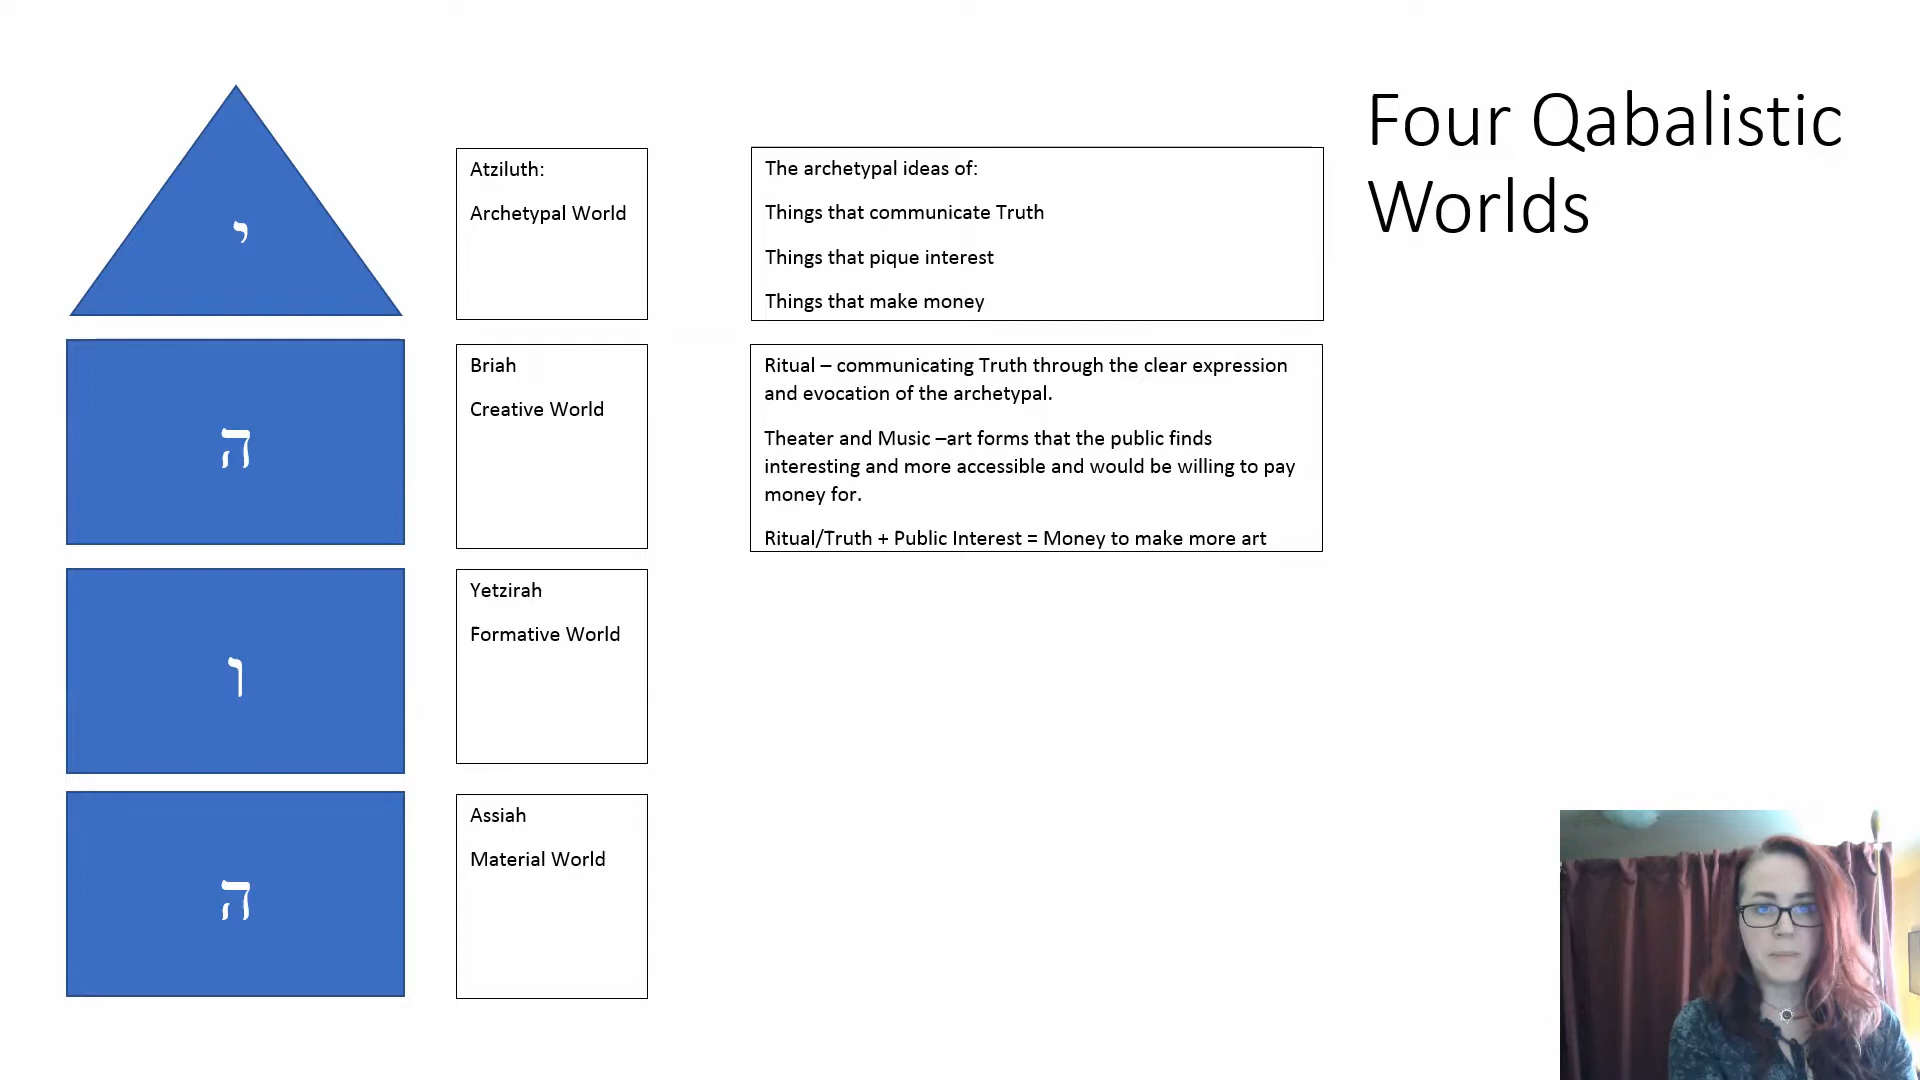 Four Qabalistic
Worlds
י
Atziluth:
Archetypal World
The archetypal ideas of:
Things that communicate Truth
Things that pique interest
Things that make money
ה
Briah
Creative World
Ritual – communicating Truth through the clear expression
and evocation of the archetypal.
Theater and Music –art forms that the public finds
interesting and more accessible and would be willing to pay
money for.
Ritual/Truth + Public Interest = Money to make more art
ו
Yetzirah
Formative World
ה
Assiah
Material World